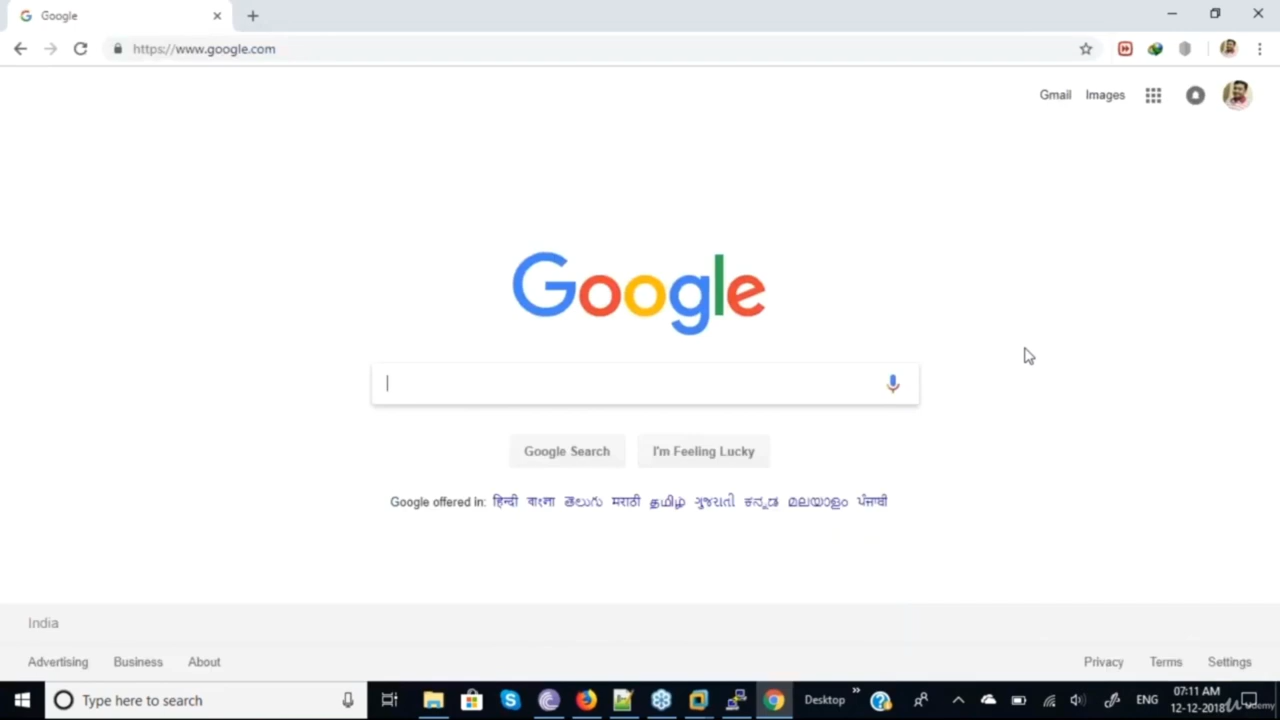 Google
https://www.google.com
Gmail Images
Google
Google Search I'm Feeling Lucky
Google offered in: हिन्दी বাংলা తెలుగు मराठी தமிழ் ગુજરાતી ಕನ್ನಡ മലയാളം ਪੰਜਾਬੀ
India
Advertising Business About Privacy Terms Settings
Type here to search Desktop ENG 07:11 AM
12-12-2018 Udemy